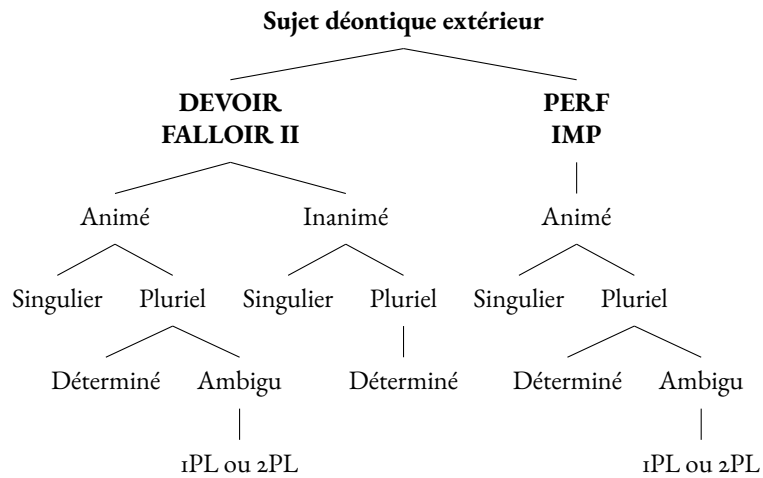 Sujet déontique extérieur
DEVOIR PERF
FALLOIR II IMP
Animé Inanimé Animé
Singulier Pluriel Singulier Pluriel Singulier Pluriel
Déterminé Ambigu Déterminé Déterminé Ambigu
1PL ou 2PL 1PL ou 2PL